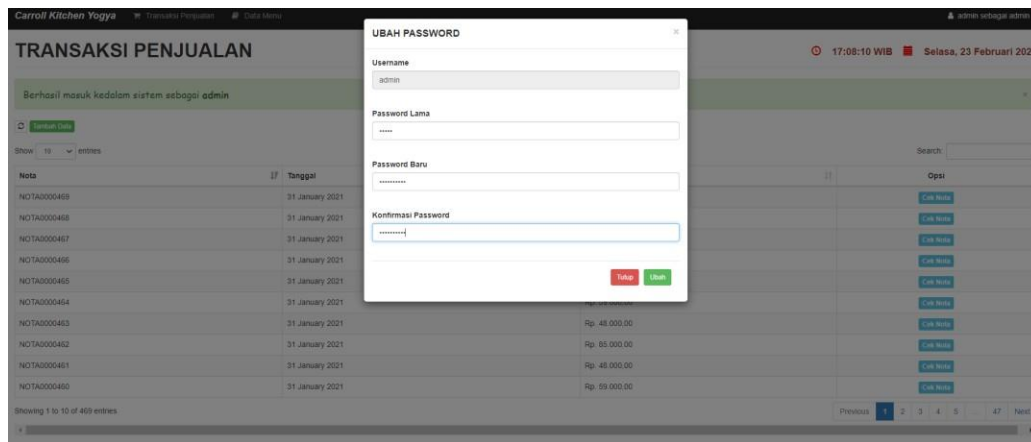 Carroll Kitchen Yogya Transaksi Penjualan Data Menu admin sebagai admin
UBAH PASSWORD ×
TRANSAKSI PENJUALAN 17:08:10 WIB Selasa, 23 Februari 202
Username
admin
Berhasil masuk kedalam sistem sebagai admin ×
Password Lama
•••••
Tambah Data
Show 10 entries Search:
Password Baru
••••••••••
Nota Tanggal Opsi
NOTA0000469 31 January 2021 Cek Nota
NOTA0000468 31 January 2021 Cek Nota
Konfirmasi Password
••••••••••
NOTA0000467 31 January 2021 Cek Nota
NOTA0000466 31 January 2021 Cek Nota
NOTA0000465 31 January 2021 Cek Nota
Tutup Ubah
NOTA0000464 31 January 2021 Cek Nota
NOTA0000463 31 January 2021 Rp. 48.000,00 Cek Nota
NOTA0000462 31 January 2021 Rp. 65.000,00 Cek Nota
NOTA0000461 31 January 2021 Rp. 46.000,00 Cek Nota
NOTA0000460 31 January 2021 Rp. 59.000,00 Cek Nota
Showing 1 to 10 of 469 entries Previous 1 2 3 4 5 … 47 Next